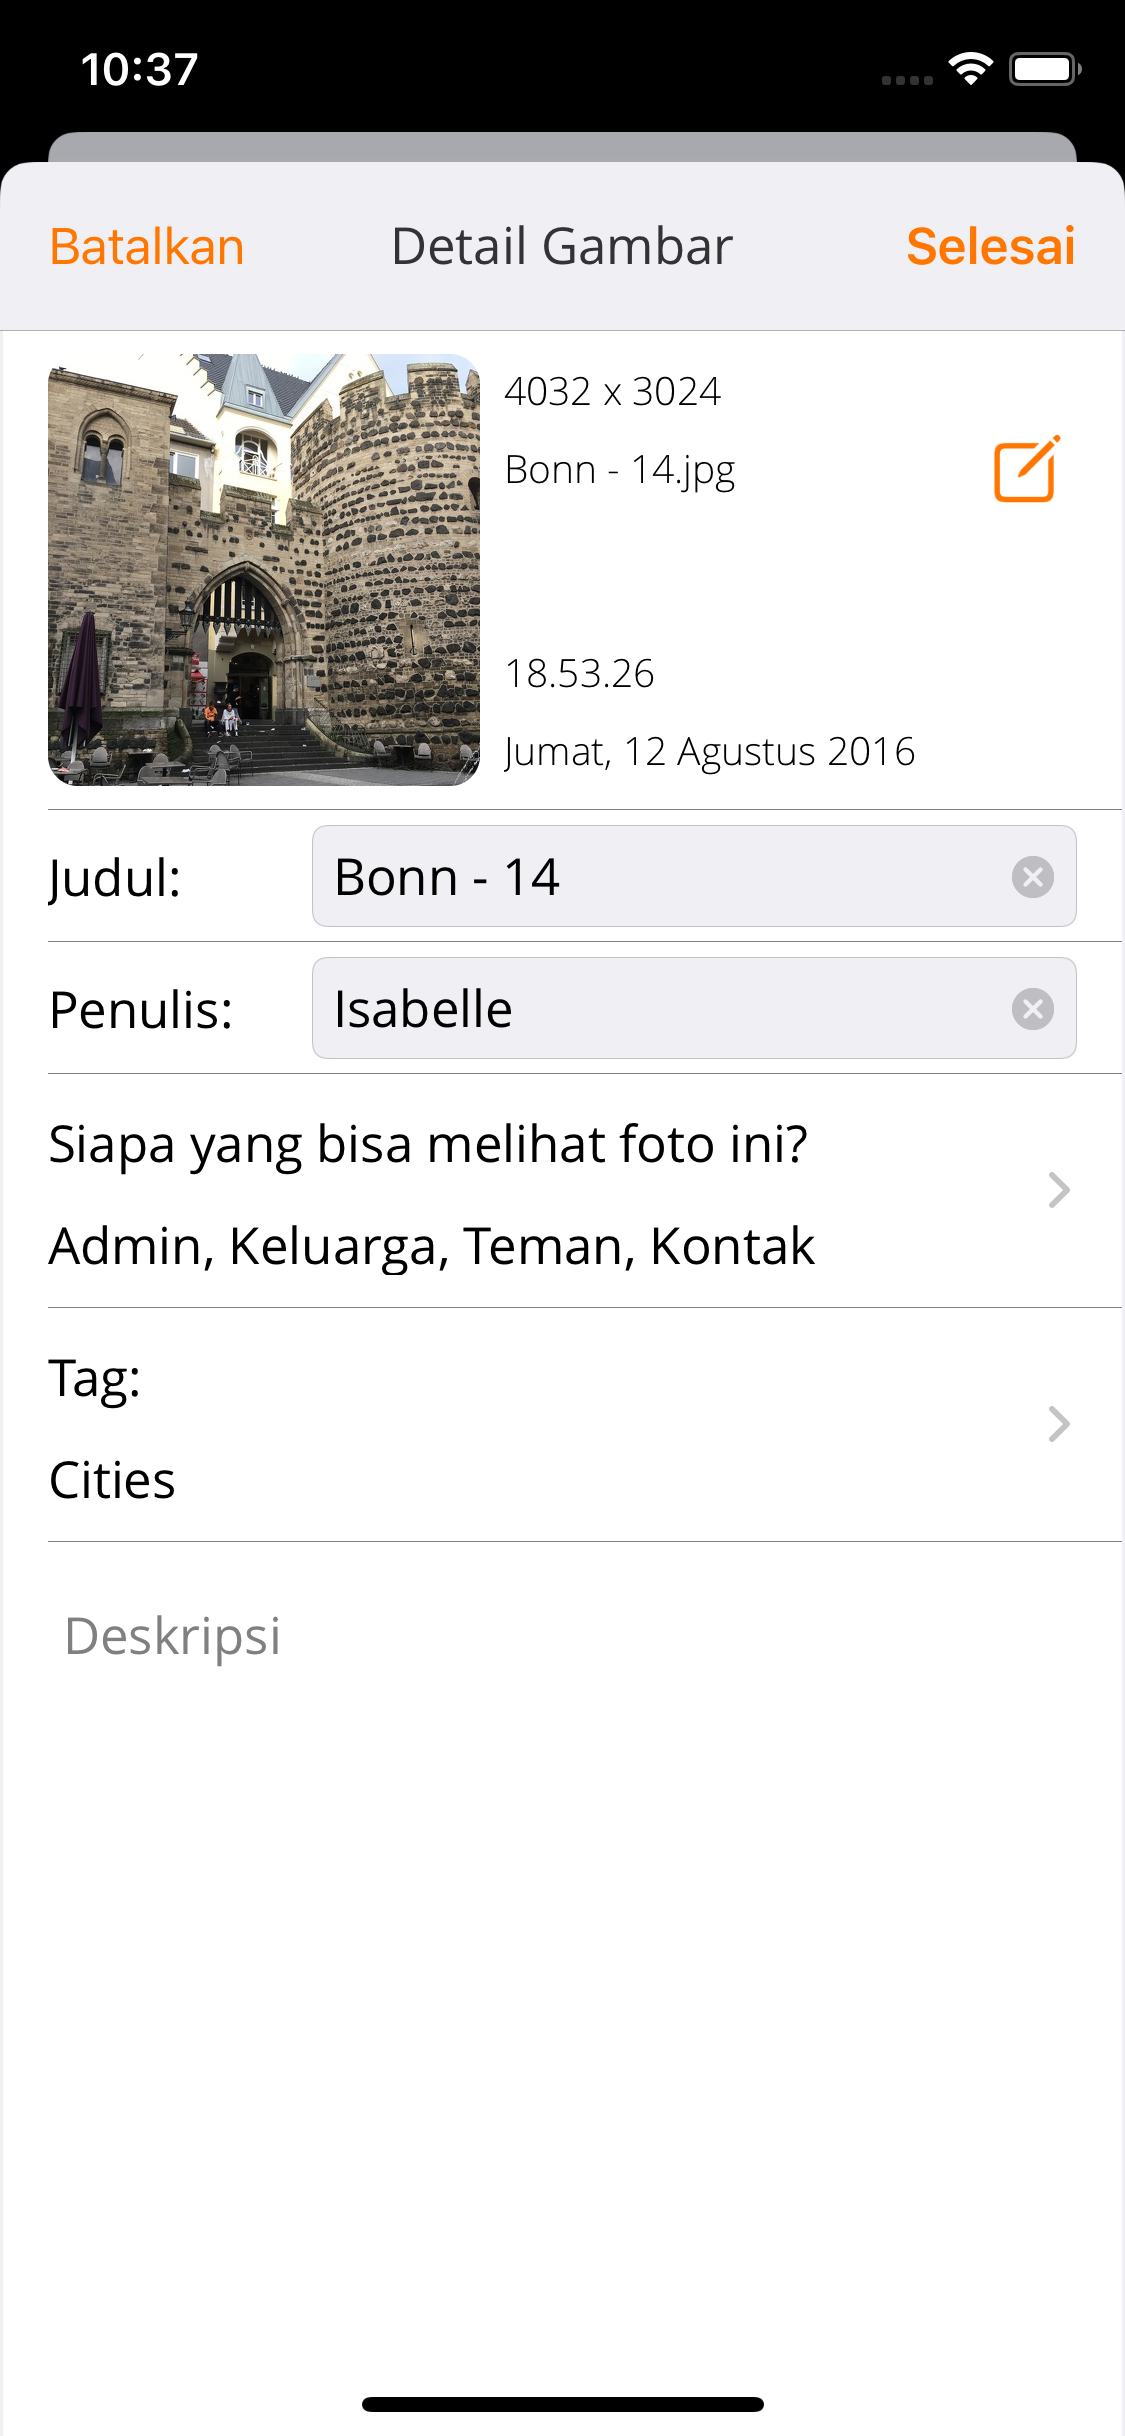 10:37
Batalkan
Detail Gambar
Selesai
4032 x 3024
Bonn - 14.jpg
18.53.26
Jumat, 12 Agustus 2016
Judul:
Bonn - 14
Penulis:
Isabelle
Siapa yang bisa melihat foto ini?
Admin, Keluarga, Teman, Kontak
Tag:
Cities
Deskripsi